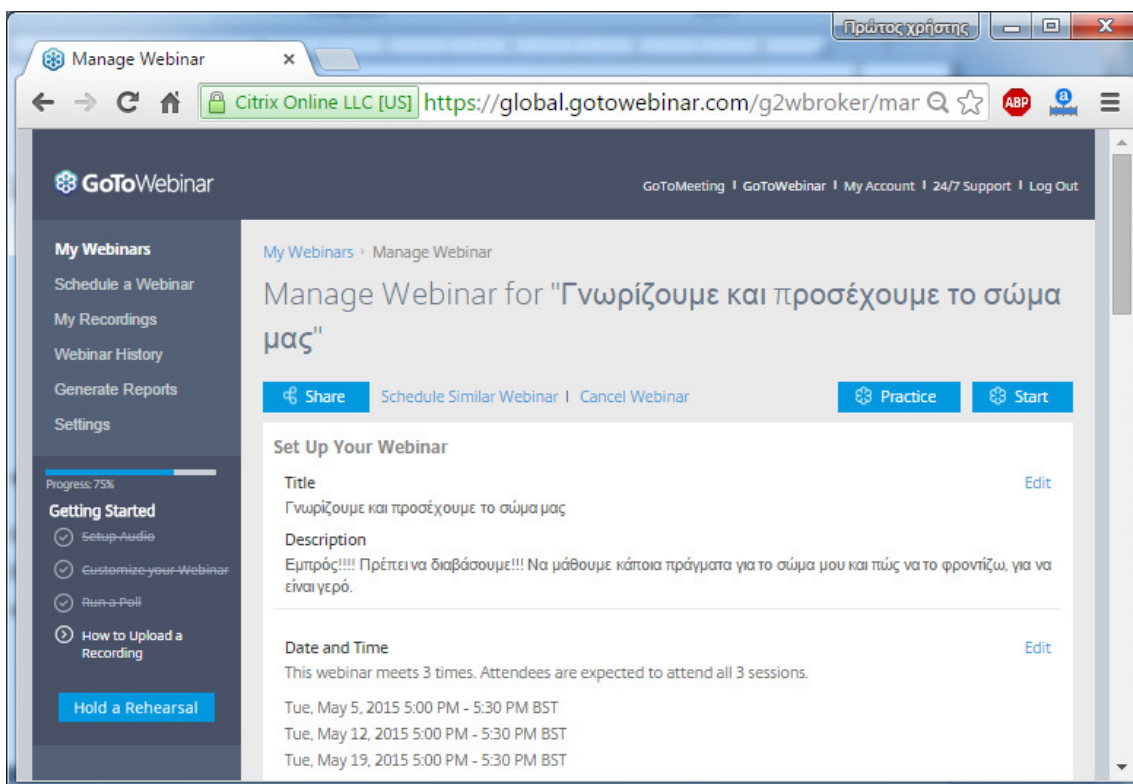 Πρώτος χρήστης
Manage Webinar
Citrix Online LLC [US] https://global.gotowebinar.com/g2wbroker/mar
ABP
a
GoToWebinar
GoToMeeting | GoToWebinar | My Account | 24/7 Support | Log Out
My Webinars
Schedule a Webinar
My Recordings
Webinar History
Generate Reports
Settings
Progress: 75%
Getting Started
Setup Audio
Customize your Webinar
Run a Poll
How to Upload a
Recording
Hold a Rehearsal
My Webinars › Manage Webinar
Manage Webinar for "Γνωρίζουμε και προσέχουμε το σώμα
μας"
Share Schedule Similar Webinar | Cancel Webinar Practice Start
Set Up Your Webinar
Title Edit
Γνωρίζουμε και προσέχουμε το σώμα μας
Description
Εμπρός!!!! Πρέπει να διαβάσουμε!!! Να μάθουμε κάποια πράγματα για το σώμα μου και πώς να το φροντίζω, για να
είναι γερό.
Date and Time Edit
This webinar meets 3 times. Attendees are expected to attend all 3 sessions.
Tue, May 5, 2015 5:00 PM - 5:30 PM BST
Tue, May 12, 2015 5:00 PM - 5:30 PM BST
Tue, May 19, 2015 5:00 PM - 5:30 PM BST